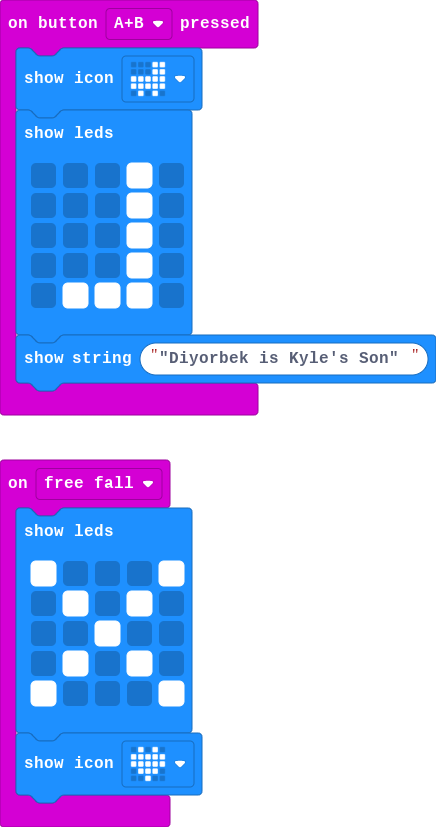 on button A+B pressed
show icon
show leds
show string ""Diyorbek is Kyle's Son" "
on free fall
show leds
show icon